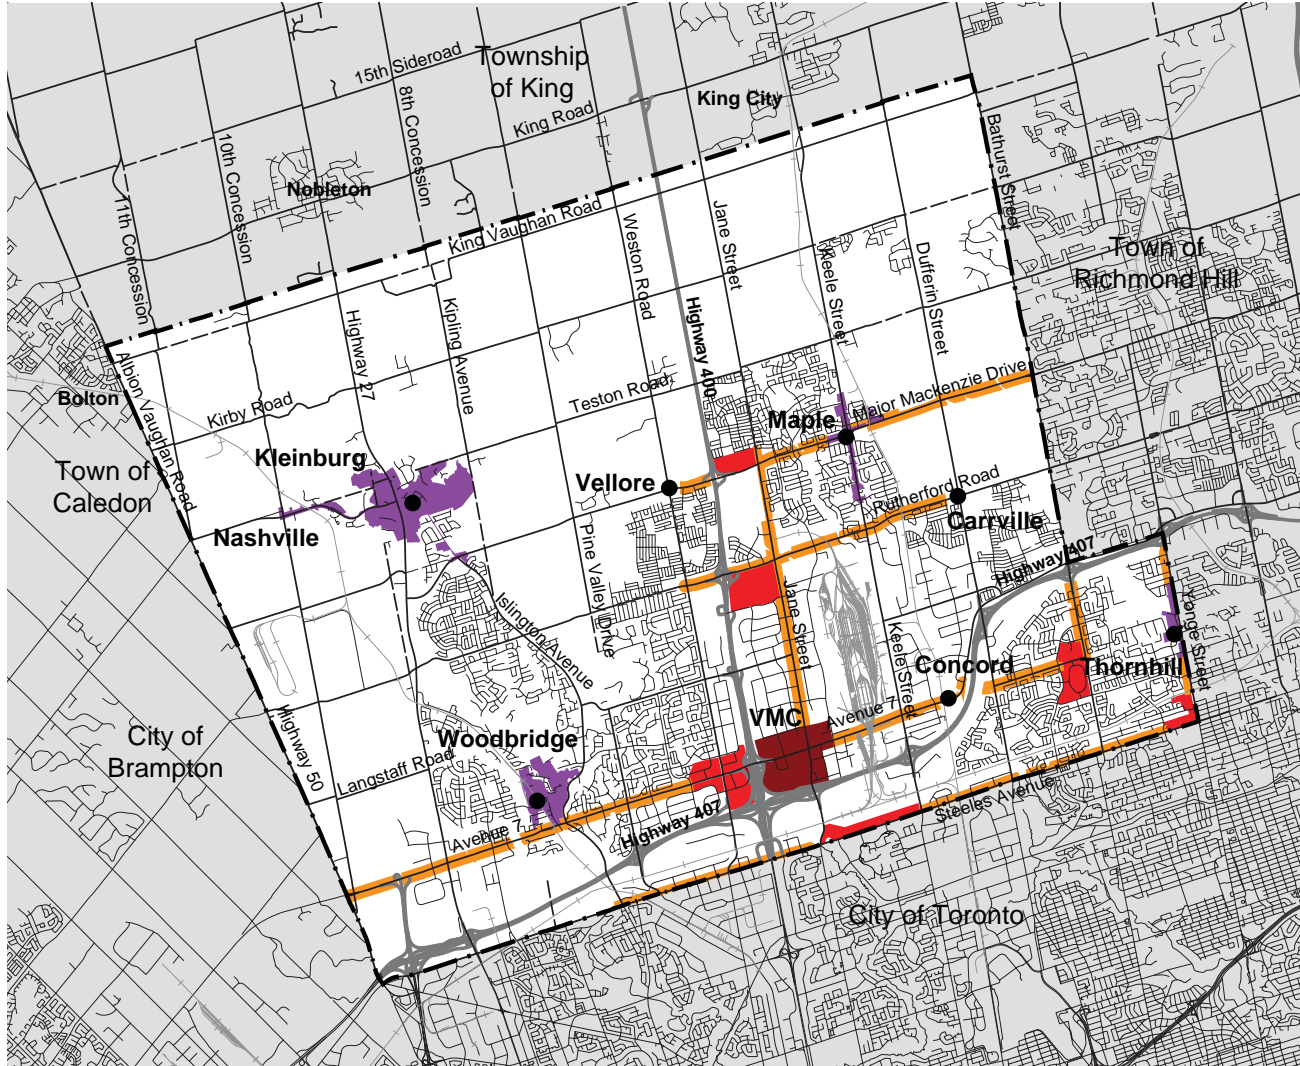 Township
of King
15th Sideroad
8th Concession
King Road
King City
10th Concession
Nobleton
11th Concession
King Vaughan Road
Weston Road
Jane Street
Keele Street
Dufferin Street
Bathurst Street
Town of
Richmond Hill
Highway 27
Kipling Avenue
Highway 400
Albion Vaughan Road
Bolton
Kirby Road
Teston Road
Maple
Major Mackenzie Drive
Town of
Caledon
Kleinburg
Vellore
Rutherford Road
Carrville
Nashville
Pine Valley Drive
Highway 407
Islington Avenue
Jane Street
Keele Street
Yonge Street
Concord
Thornhill
City of
Brampton
Highway 50
Woodbridge
VMC
Avenue 7
Langstaff Road
Avenue 7
Highway 407
Steeles Avenue
City of Toronto